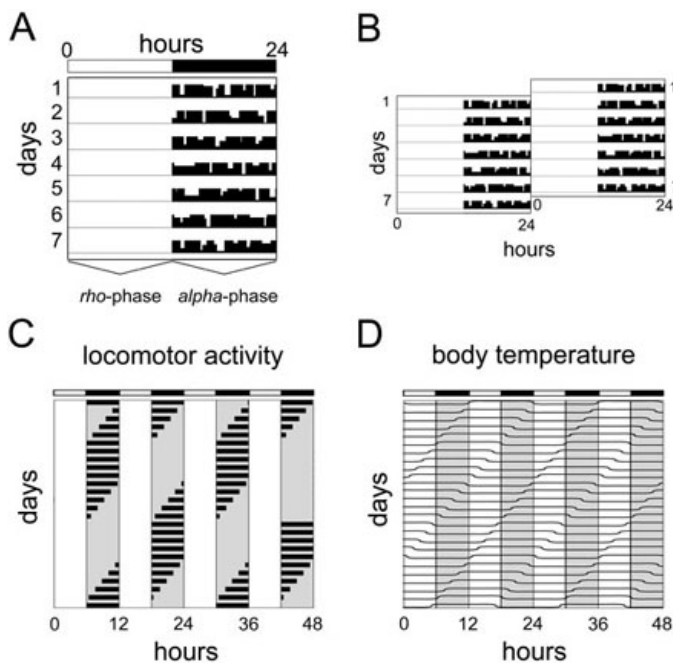 A
hours
0 24
days
1
2
3
4
5
6
7
rho-phase alpha-phase
B
days
1
7
0 24
hours
1
0 24
C
locomotor activity
days
0 12 24 36 48
hours
D
body temperature
days
0 12 24 36 48
hours